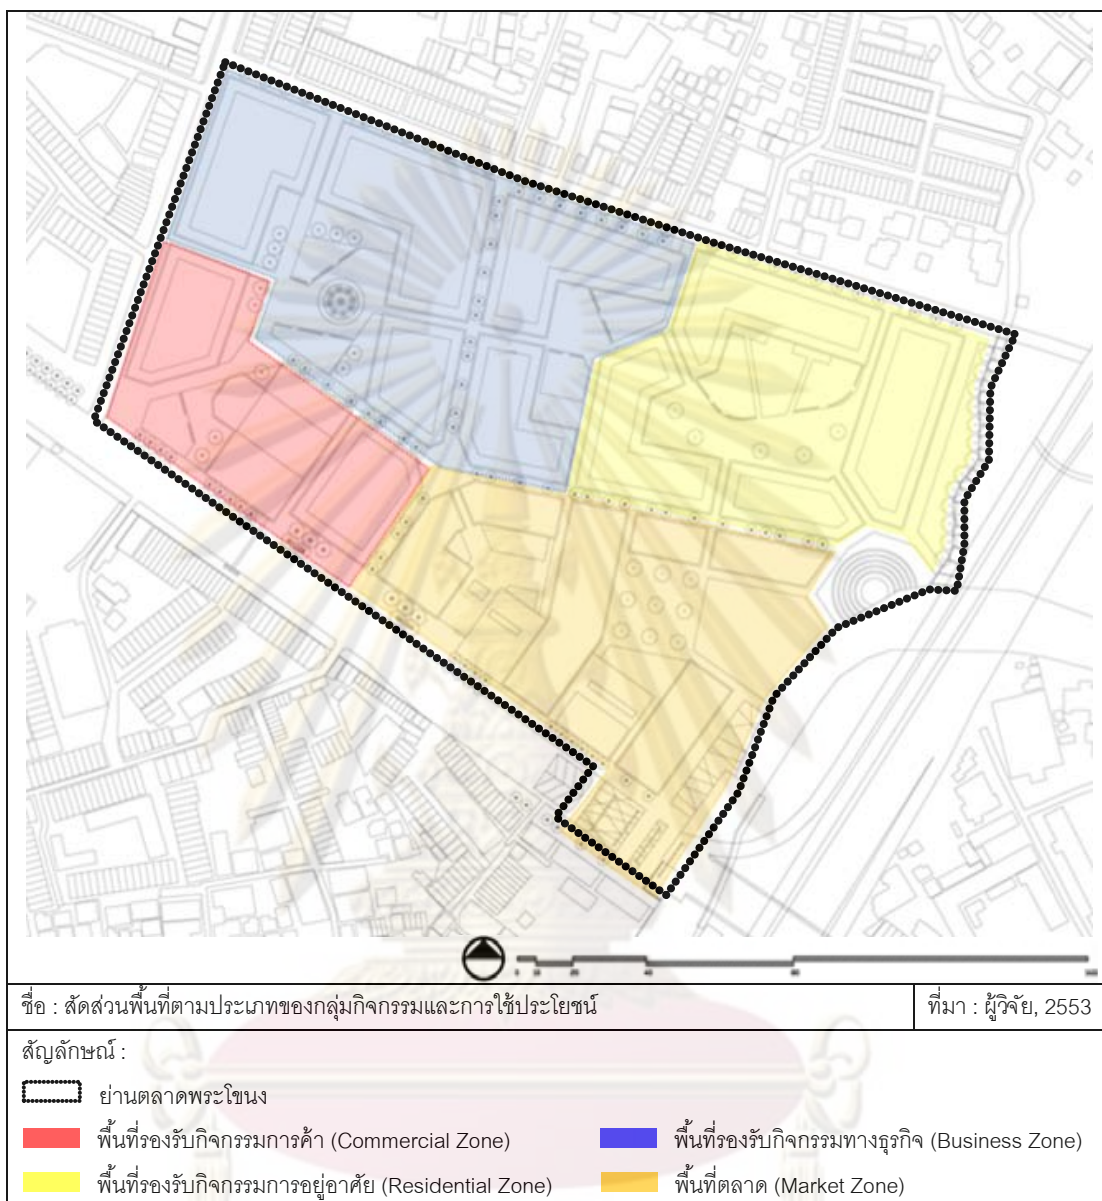 ชื่อ : สัดส่วนพื้นที่ตามประเภทของกลุ่มกิจกรรมและการใช้ประโยชน์
ที่มา : ผู้วิจัย, 2553
สัญลักษณ์ :
ย่านตลาดพระโขนง
พื้นที่รองรับกิจกรรมการค้า (Commercial Zone)
พื้นที่รองรับกิจกรรมทางธุรกิจ (Business Zone)
พื้นที่รองรับกิจกรรมการอยู่อาศัย (Residential Zone)
พื้นที่ตลาด (Market Zone)